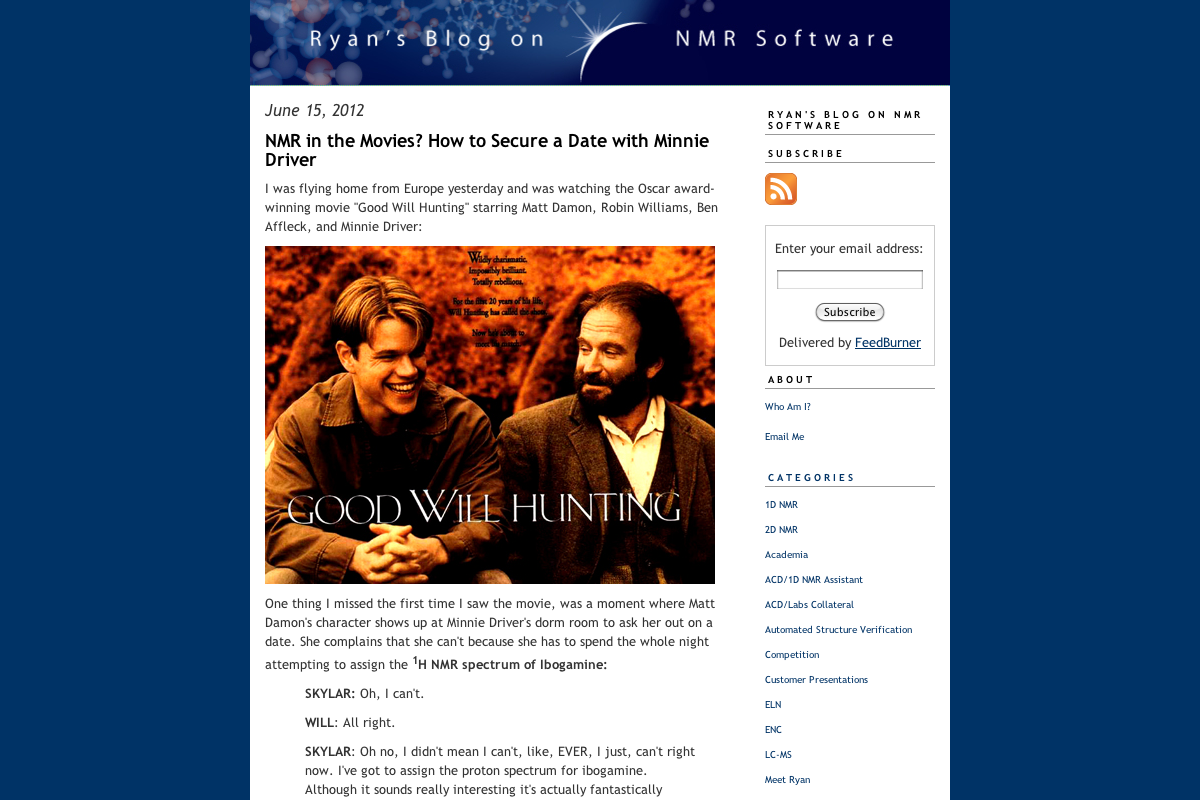 Ryan's Blog on NMR Software
June 15, 2012
NMR in the Movies? How to Secure a Date with Minnie
Driver
I was flying home from Europe yesterday and was watching the Oscar award-
winning movie "Good Will Hunting" starring Matt Damon, Robin Williams, Ben
Affleck, and Minnie Driver:
Wildly charismatic.
Impossibly brilliant.
Totally rebellious.
For the first 20 years of his life,
Will Hunting has called the shots.
Now he's about to
meet his match.
GOOD WILL HUNTING
One thing I missed the first time I saw the movie, was a moment where Matt
Damon's character shows up at Minnie Driver's dorm room to ask her out on a
date. She complains that she can't because she has to spend the whole night
attempting to assign the 1H NMR spectrum of Ibogamine:
SKYLAR: Oh, I can't.
WILL: All right.
SKYLAR: Oh no, I didn't mean I can't, like, EVER, I just, can't right
now. I've got to assign the proton spectrum for ibogamine.
Although it sounds really interesting it's actually fantastically
RYAN'S BLOG ON NMR
SOFTWARE
SUBSCRIBE
Enter your email address:
Subscribe
Delivered by FeedBurner
ABOUT
Who Am I?
Email Me
CATEGORIES
1D NMR
2D NMR
Academia
ACD/1D NMR Assistant
ACD/Labs Collateral
Automated Structure Verification
Competition
Customer Presentations
ELN
ENC
LC-MS
Meet Ryan